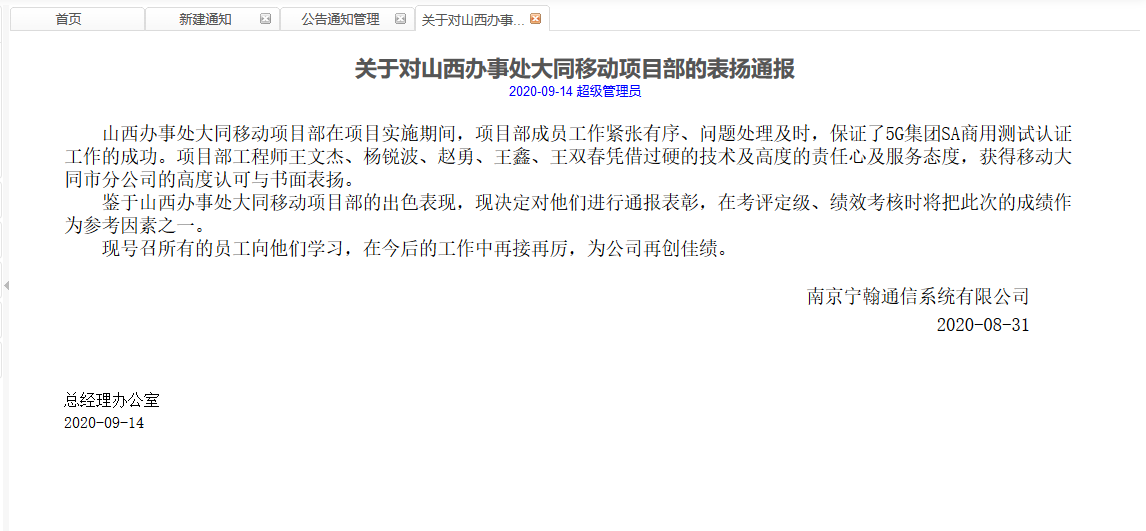 首页 新建通知 公告通知管理 关于对山西办事...
关于对山西办事处大同移动项目部的表扬通报
2020-09-14 超级管理员
山西办事处大同移动项目部在项目实施期间，项目部成员工作紧张有序、问题处理及时，保证了5G集团SA商用测试认证
工作的成功。项目部工程师王文杰、杨锐波、赵勇、王鑫、王双春凭借过硬的技术及高度的责任心及服务态度，获得移动大
同市分公司的高度认可与书面表扬。
鉴于山西办事处大同移动项目部的出色表现，现决定对他们进行通报表彰，在考评定级、绩效考核时将把此次的成绩作
为参考因素之一。
现号召所有的员工向他们学习，在今后的工作中再接再厉，为公司再创佳绩。
南京宁翰通信系统有限公司
2020-08-31
总经理办公室
2020-09-14